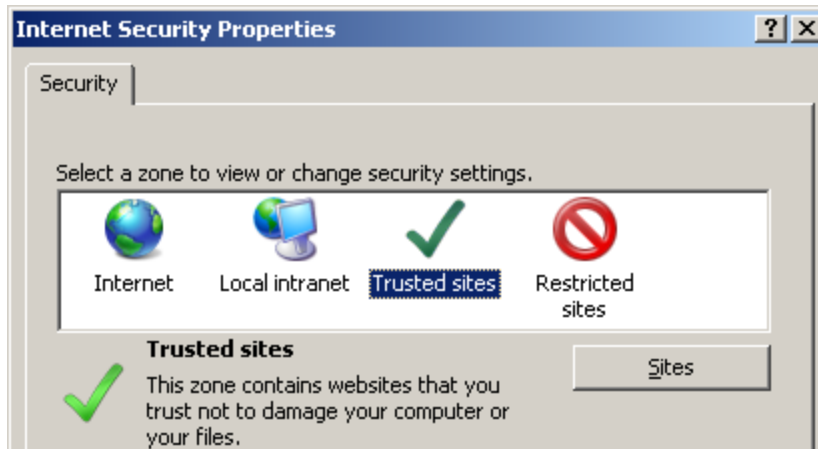 Internet Security Properties
Security
Select a zone to view or change security settings.
Internet Local intranet Trusted sites Restricted sites
Trusted sites
Sites
This zone contains websites that you
trust not to damage your computer or
your files.